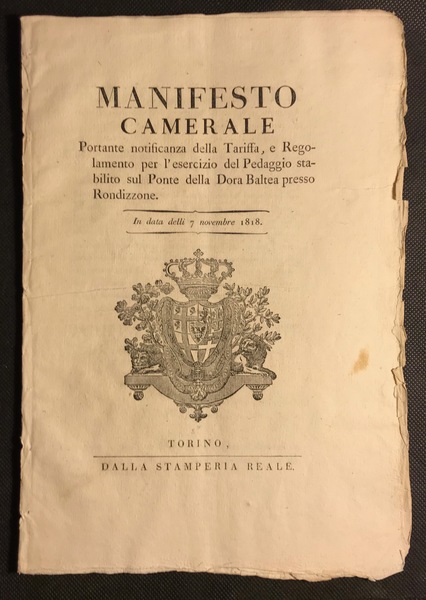 MANIFESTO
CAMERALE
Portante notificanza della Tariffa, e Rego-
lamento per l'esercizio del Pedaggio sta-
bilito sul Ponte della Dora Baltea presso
Rondizzone.
In data delli 7 novembre 1818.
TORINO,
DALLA STAMPERIA REALE.